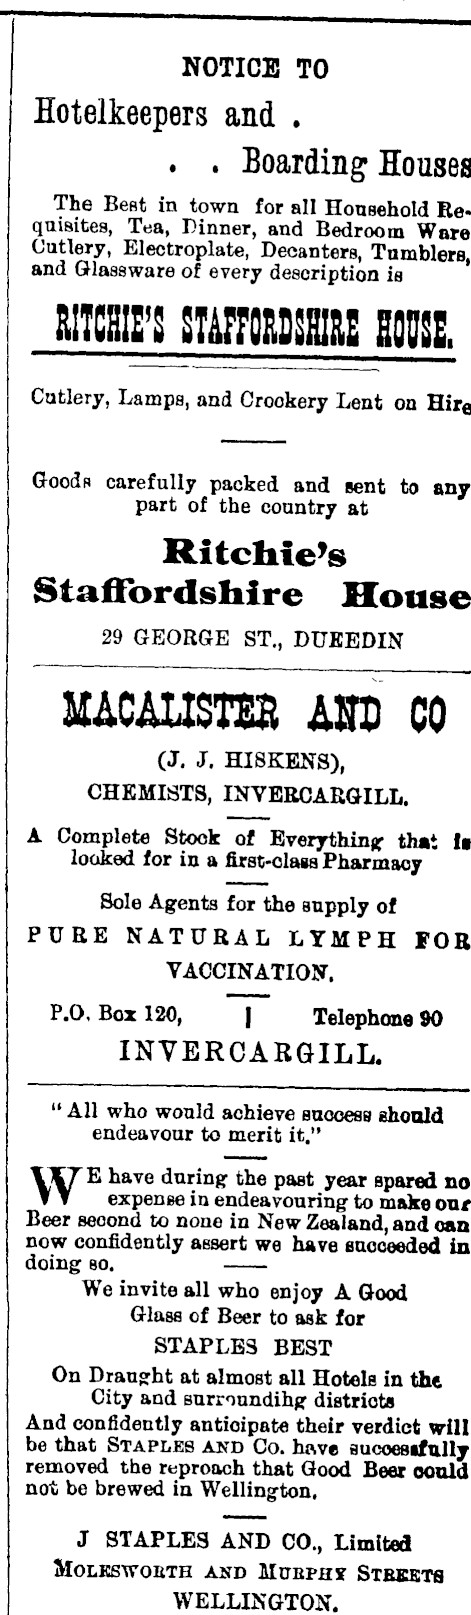 NOTICE TO
Hotelkeepers and .
. . Boarding Houses
The Best in town for all Household Re-
quisites, Tea, Dinner, and Bedroom Ware
Cutlery, Electroplate, Decanters, Tumblers,
and Glassware of every description is
RITCHIE'S STAFFORDSHIRE HOUSE.
Cutlery, Lamps, and Crockery Lent on Hire
Goods carefully packed and sent to any
part of the country at
Ritchie's
Staffordshire House
29 GEORGE ST., DUEEDIN
MACALISTER AND CO
(J. J. HISKENS),
CHEMISTS, INVERCARGILL.
A Complete Stock of Everything that is
looked for in a first-class Pharmacy
Sole Agents for the supply of
PURE NATURAL LYMPH FOR
VACCINATION.
P.O. Box 120, | Telephone 90
INVERCARGILL.
"All who would achieve success should
endeavour to merit it."
WE have during the past year spared no
expense in endeavouring to make our
Beer second to none in New Zealand, and can
now confidently assert we have succeeded in
doing so.
We invite all who enjoy A Good
Glass of Beer to ask for
STAPLES BEST
On Draught at almost all Hotels in the
City and surroundihg districts
And confidently anticipate their verdict will
be that STAPLES AND CO. have successfully
removed the reproach that Good Beer could
not be brewed in Wellington.
J STAPLES AND CO., Limited
MOLESWORTH AND MURPHY STREETS
WELLINGTON.